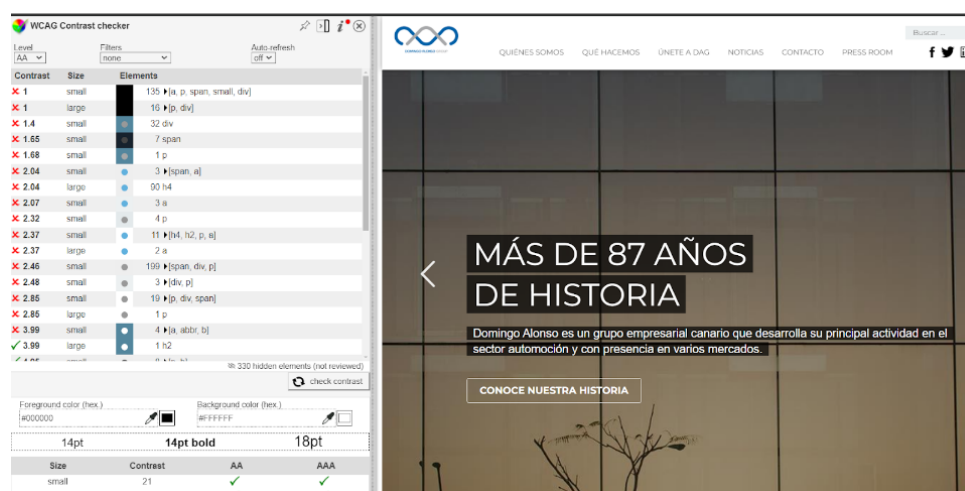 WCAG Contrast checker
Level
Filters
Auto-refresh
AA
none
off
Contrast Size Elements
1 small 135 [a, p, span, small, div]
1 large 16 [p, div]
1.4 small 32 div
1.65 small 7 span
1.68 small 1 p
2.04 small 3 [span, a]
2.04 large 90 h4
2.07 small 3 a
2.32 small 4 p
2.37 small 11 [h4, h2, p, a]
2.37 large 2 a
2.46 small 199 [span, div, p]
2.48 small 3 [div, p]
2.85 small 19 [p, div, span]
2.85 large 1 p
3.99 small 4 [a, abbr, b]
3.99 large 1 h2
330 hidden elements (not reviewed)
check contrast
Foreground color (hex.)
Background color (hex.)
#000000
#FFFFFF
14pt 14pt bold 18pt
Size Contrast AA AAA
small 21
Buscar...
QUIÉNES SOMOS QUÉ HACEMOS ÚNETE A DAG NOTICIAS CONTACTO PRESS ROOM
MÁS DE 87 AÑOS
DE HISTORIA
Domingo Alonso es un grupo empresarial canario que desarrolla su principal actividad en el
sector automoción y con presencia en varios mercados.
CONOCE NUESTRA HISTORIA